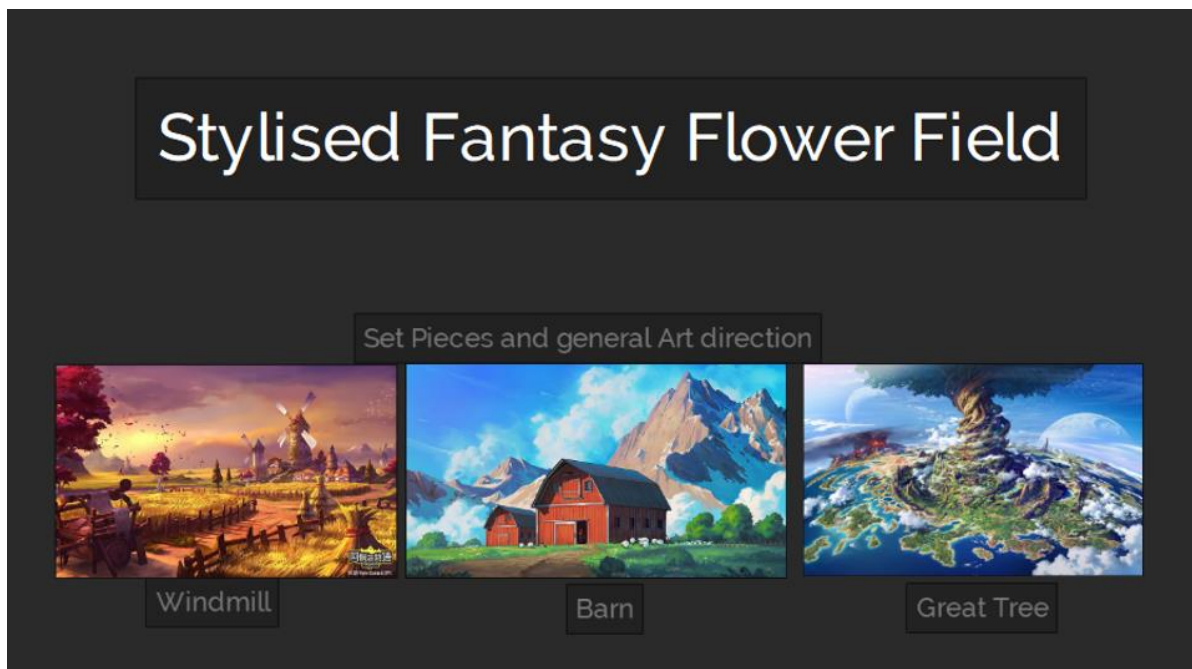 Stylised Fantasy Flower Field
Set Pieces and general Art direction
Windmill
Barn
Great Tree